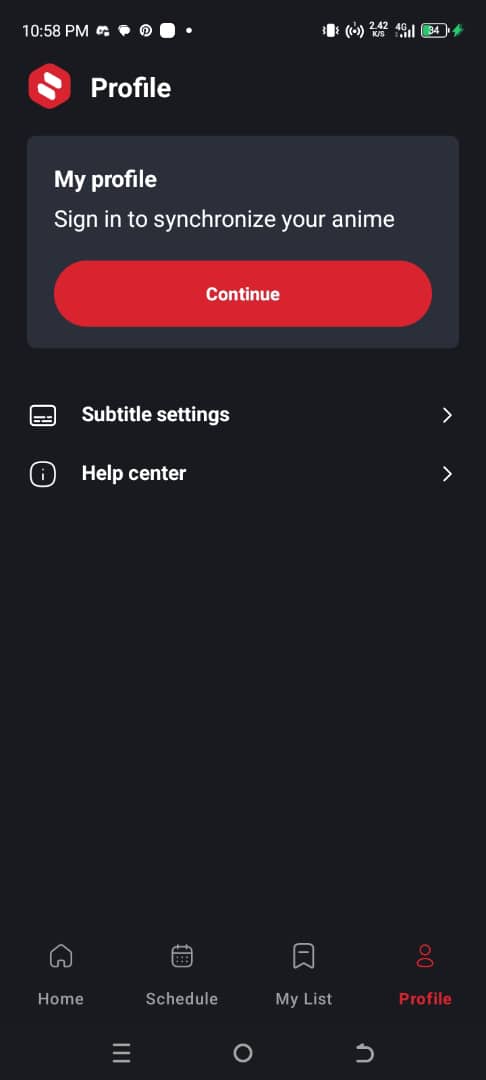 10:58 PM
2.42 K/S
4G
34
Profile
My profile
Sign in to synchronize your anime
Continue
Subtitle settings
Help center
Home
Schedule
My List
Profile